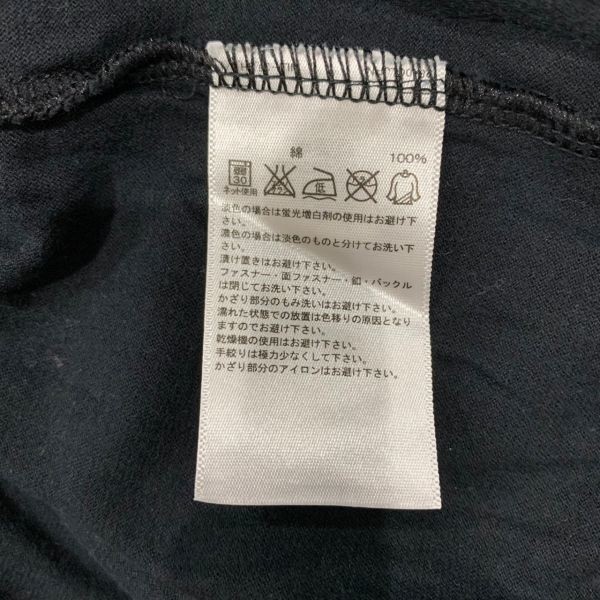 綿 100%
30 エンソ 低
ネット使用
淡色の場合は蛍光増白剤の使用はお避け下
さい。
濃色の場合は淡色のものと分けてお洗い下
さい。
漬け置きはお避け下さい。
ファスナー・面ファスナー・釦・バックル
は閉じてお洗い下さい。
かざり部分のもみ洗いはお避け下さい。
濡れた状態での放置は色移りの原因となり
ますのでお避け下さい。
乾燥機の使用はお避け下さい。
手絞りは極力少なくして下さい。
かざり部分のアイロンはお避け下さい。